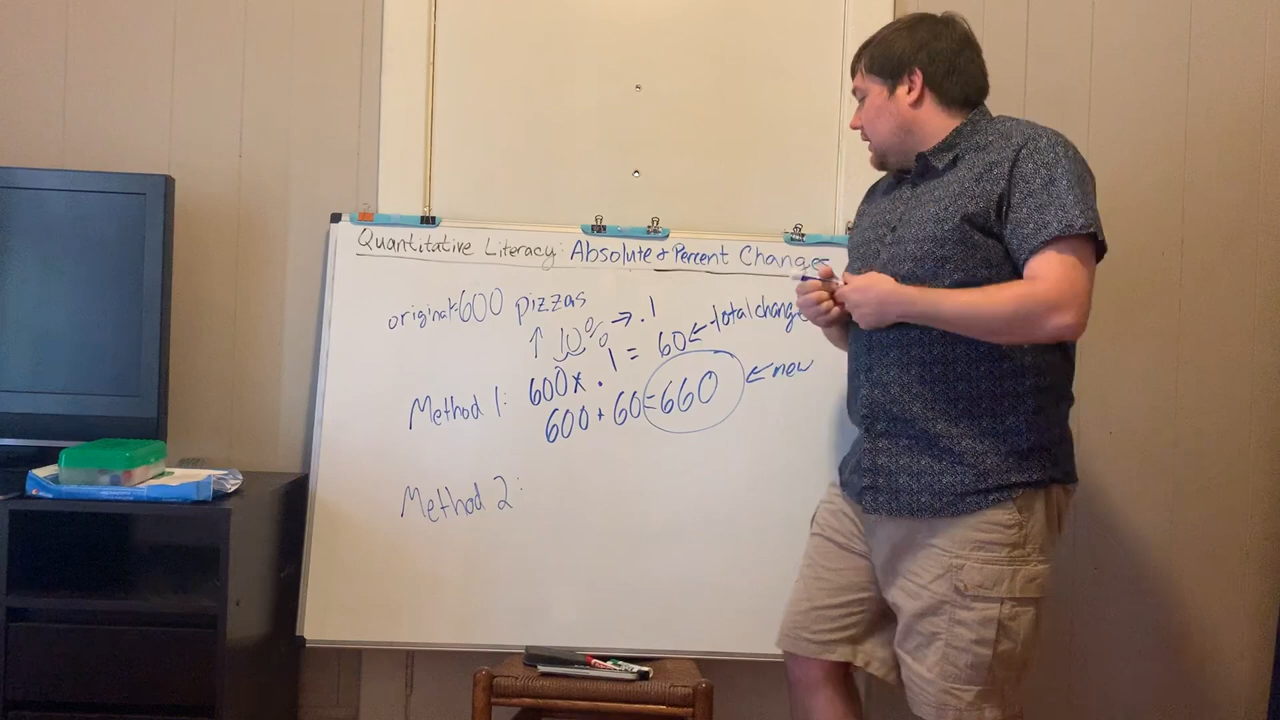 Quantitative Literacy: Absolute & Percent Changes
original: 600 pizzas
↑ 10% → .1
Method 1: 600 x .1 = 60 ← total change
600 + 60 = 660 ← new
Method 2: